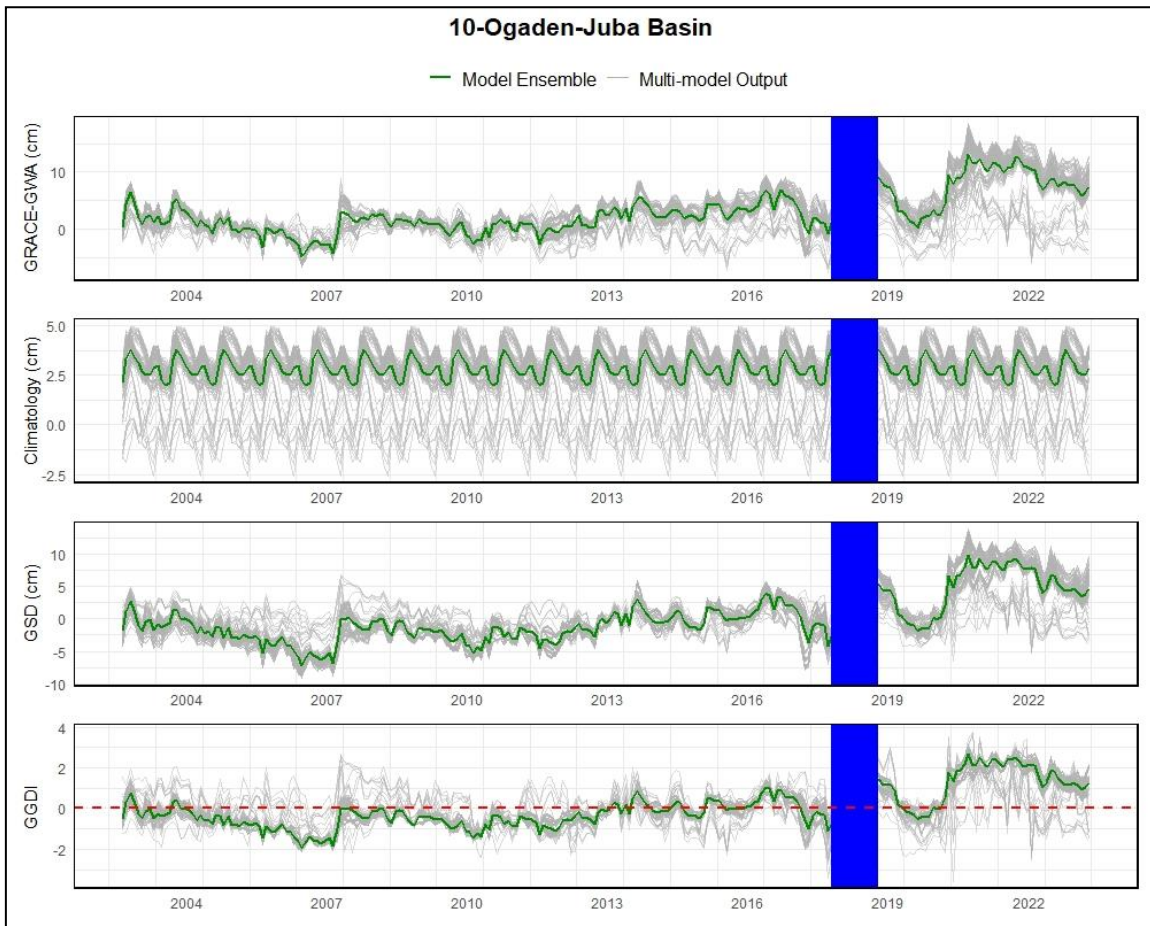 10-Ogaden-Juba Basin
Model Ensemble Multi-model Output
GRACE-GWA (cm)
10
0
2004 2007 2010 2013 2016 2019 2022
Climatology (cm)
5.0
2.5
0.0
-2.5
2004 2007 2010 2013 2016 2019 2022
GSD (cm)
10
5
0
-5
-10
2004 2007 2010 2013 2016 2019 2022
GGDI
4
2
0
-2
2004 2007 2010 2013 2016 2019 2022